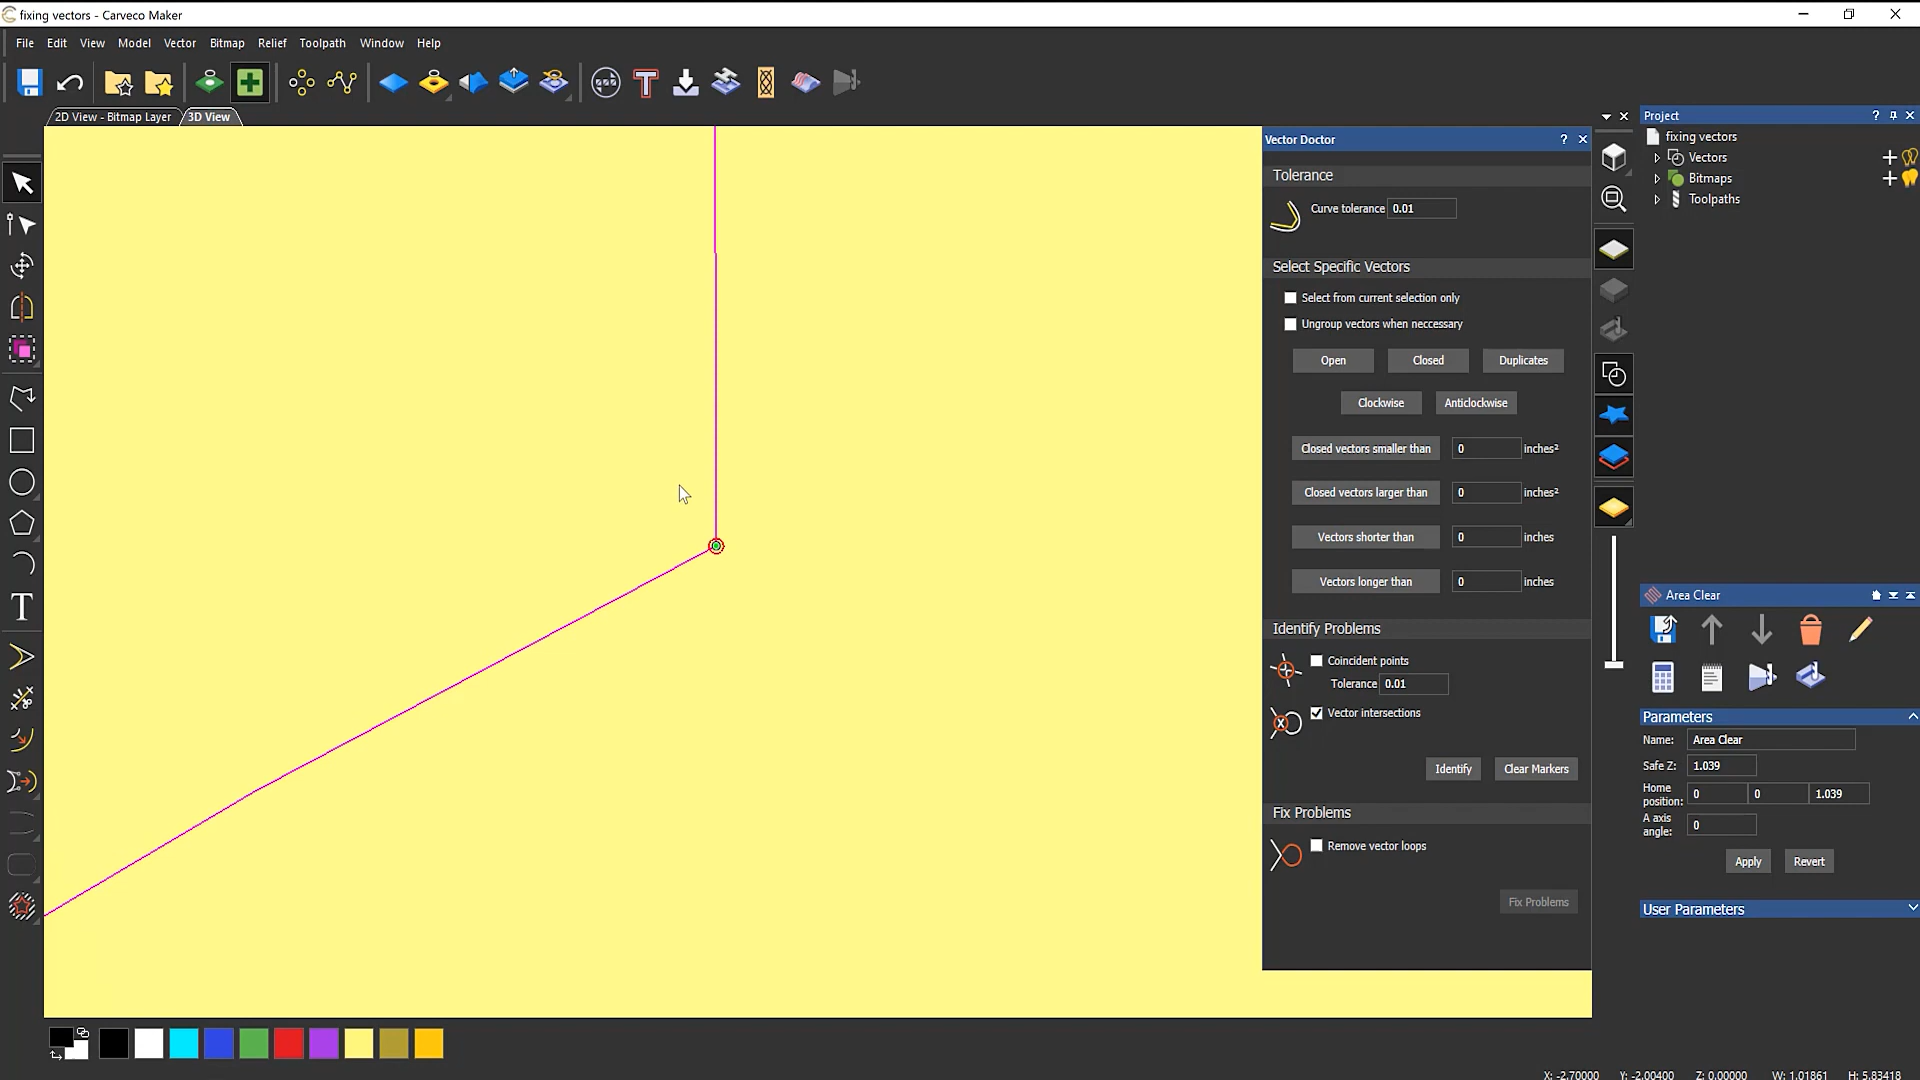 fixing vectors - Carveco Maker
File Edit View Model Vector Bitmap Relief Toolpath Window Help
2D View - Bitmap Layer 3D View
Vector Doctor ?
Tolerance
Curve tolerance 0.01
Select Specific Vectors
Select from current selection only
Ungroup vectors when neccessary
Open Closed Duplicates
Clockwise Anticlockwise
Closed vectors smaller than 0 inches²
Closed vectors larger than 0 inches²
Vectors shorter than 0 inches
Vectors longer than 0 inches
Identify Problems
Coincident points
Tolerance 0.01
Vector intersections
Identify Clear Markers
Fix Problems
Remove vector loops
Fix Problems
Project ?
fixing vectors
Vectors
Bitmaps
Toolpaths
Area Clear
Parameters
Name: Area Clear
Safe Z: 1.039
Home position: 0 0 1.039
A axis angle: 0
Apply Revert
User Parameters
X: -2.70000 Y: -2.00400 Z: 0.00000 W: 1.01861 H: 5.83418